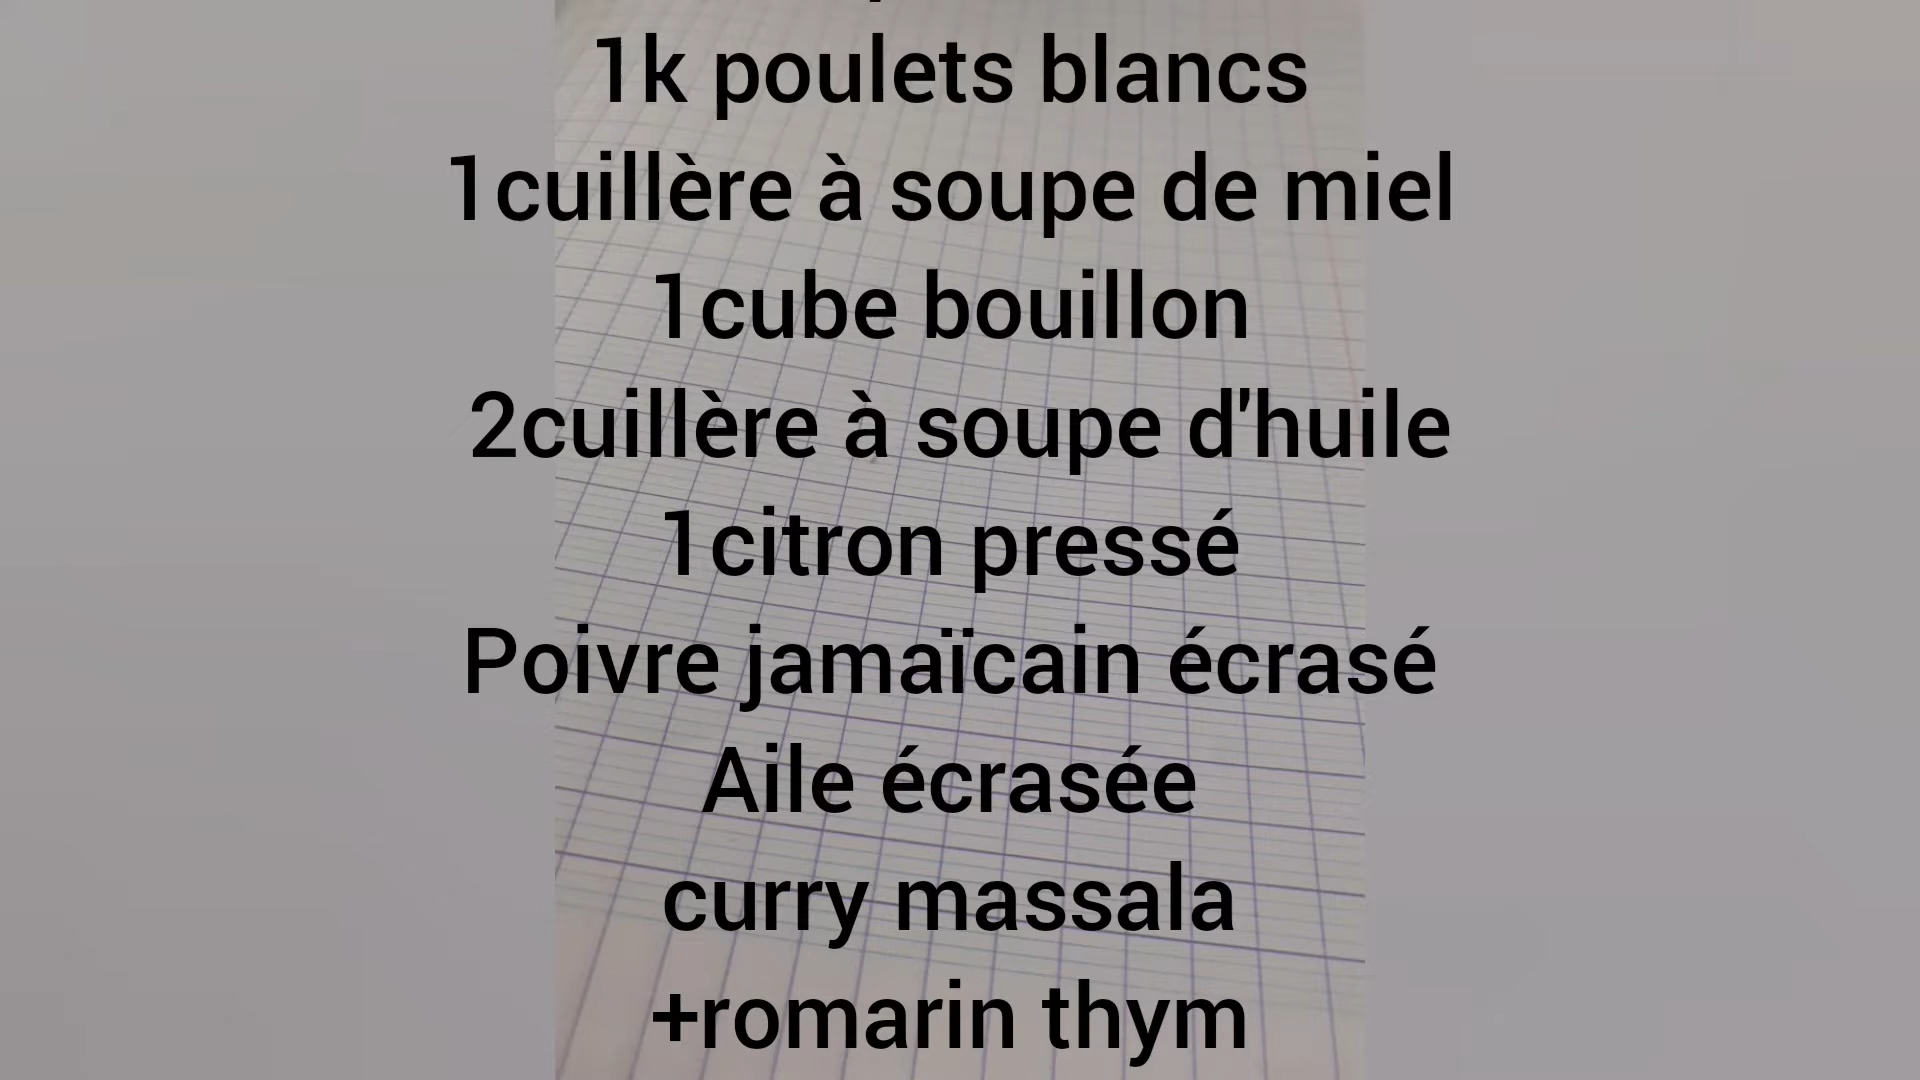 1k poulets blancs
1cuillère à soupe de miel
1cube bouillon
2cuillère à soupe d'huile
1citron pressé
Poivre jamaïcain écrasé
Aile écrasée
curry massala
+romarin thym